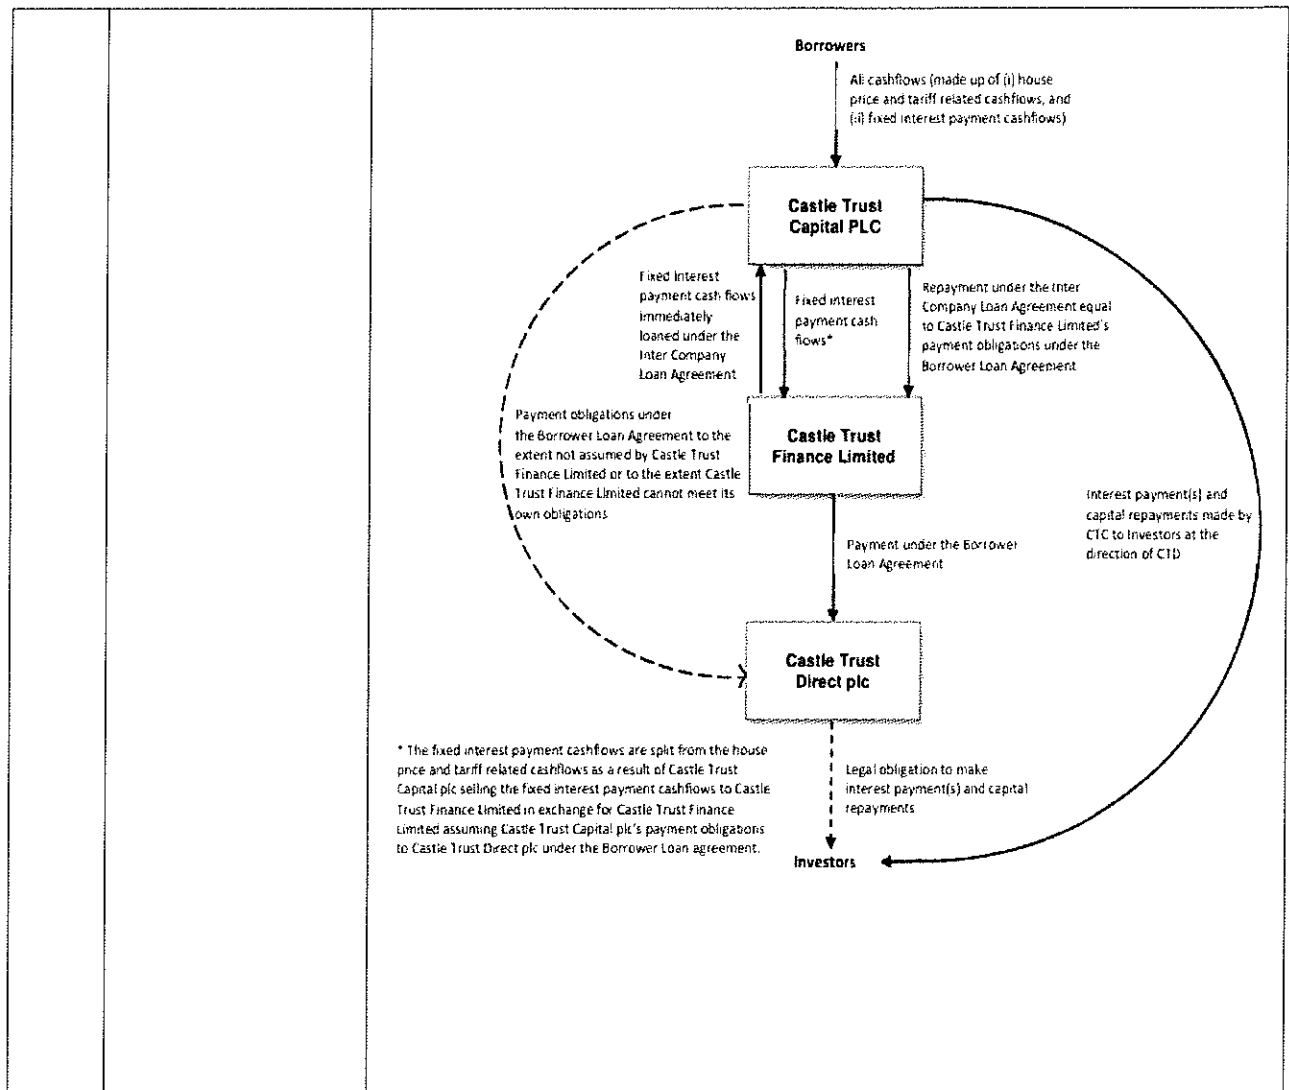 Borrowers
All cashflows (made up of (i) house
price and tariff related cashflows, and
(ii) fixed interest payment cashflows)
Castle Trust
Capital PLC
Fixed Interest
payment cash flows
immediately
loaned under the
Inter Company
Loan Agreement
Fixed interest
payment cash
flows*
Repayment under the Inter
Company Loan Agreement equal
to Castle Trust Finance Limited's
payment obligations under the
Borrower Loan Agreement
Payment obligations under
the Borrower Loan Agreement to the
extent not assumed by Castle Trust
Finance Limited or to the extent Castle
Trust Finance Limited cannot meet its
own obligations
Castle Trust
Finance Limited
Interest payment(s) and
capital repayments made by
CTC to Investors at the
direction of CTD
Payment under the Borrower
Loan Agreement
Castle Trust
Direct plc
* The fixed interest payment cashflows are split from the house
price and tariff related cashflows as a result of Castle Trust
Capital plc selling the fixed interest payment cashflows to Castle
Trust Finance Limited in exchange for Castle Trust Finance
Limited assuming Castle Trust Capital plc's payment obligations
to Castle Trust Direct plc under the Borrower Loan agreement.
Legal obligation to make
interest payment(s) and capital
repayments
Investors